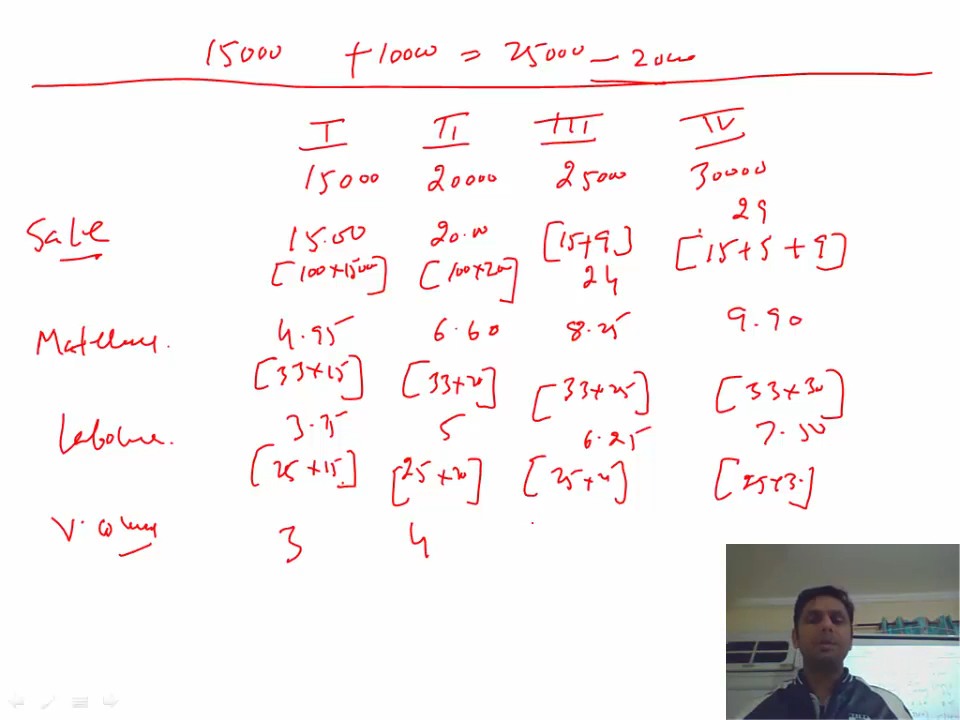 15000 + 10000 = 25000 — 2000
I II III IV
15000 20000 25000 30000
29
Sale 15.00 20.00 [15+9] [15+5+9]
[100×15000] [100×200] 24
4.95 6.60 8.25 9.90
[33×15] [33×20] [33×25] [33×30]
Labour. 3.75 5 6.25 7.50
[25×15] [25×20] [25×25] [25×30]
3 4